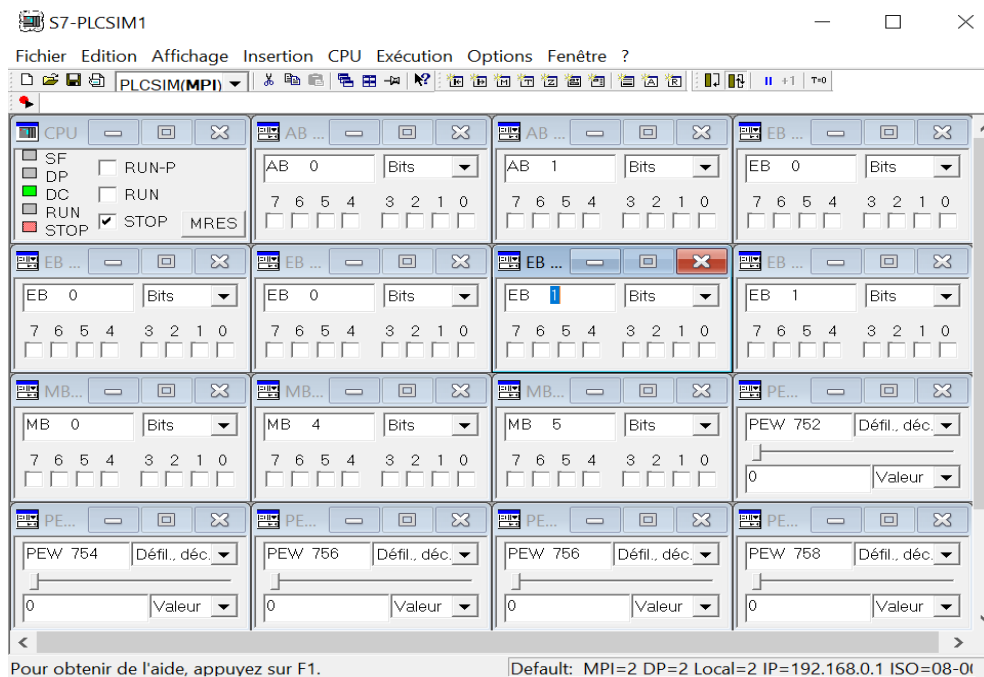 S7-PLCSIM1
Fichier Edition Affichage Insertion CPU Exécution Options Fenêtre ?
PLCSIM(MPI) +1 T=0
CPU AB ... AB ... EB ...
SF
DP
DC
RUN
STOP
RUN-P
RUN
STOP MRES
AB 0 Bits
7 6 5 4 3 2 1 0
AB 1 Bits
7 6 5 4 3 2 1 0
EB 0 Bits
7 6 5 4 3 2 1 0
EB ... EB ... EB ... EB ...
EB 0 Bits EB 0 Bits EB 1 Bits EB 1 Bits
7 6 5 4 3 2 1 0 7 6 5 4 3 2 1 0 7 6 5 4 3 2 1 0 7 6 5 4 3 2 1 0
MB... MB... MB... PE...
MB 0 Bits MB 4 Bits MB 5 Bits PEW 752 Défil., déc.
7 6 5 4 3 2 1 0 7 6 5 4 3 2 1 0 7 6 5 4 3 2 1 0
0 Valeur
PE... PE... PE... PE...
PEW 754 Défil., déc. PEW 756 Défil., déc. PEW 756 Défil., déc. PEW 758 Défil., déc.
0 Valeur 0 Valeur 0 Valeur 0 Valeur
Pour obtenir de l'aide, appuyez sur F1. Default: MPI=2 DP=2 Local=2 IP=192.168.0.1 ISO=08-0